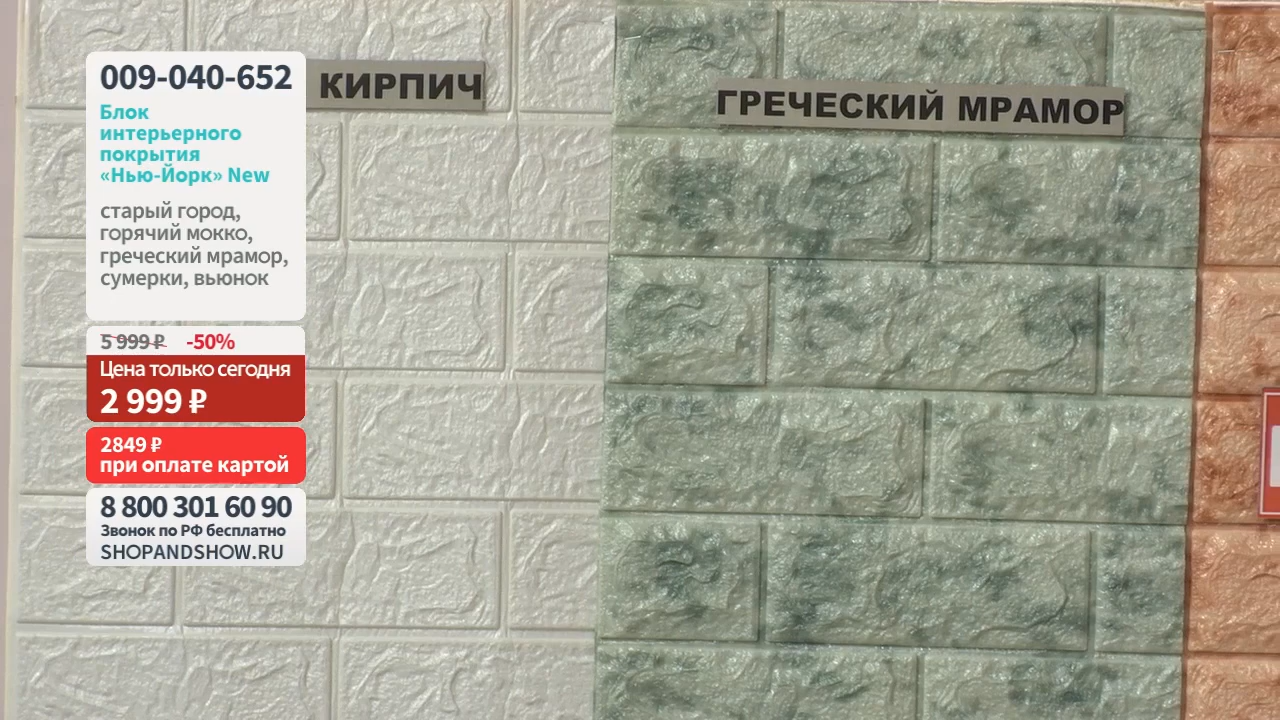 009-040-652
Блок
интерьерного
покрытия
«Нью-Йорк» New
старый город,
горячий мокко,
греческий мрамор,
сумерки, вьюнок
5 999 ₽ -50%
Цена только сегодня
2 999 ₽
2849 ₽
при оплате картой
8 800 301 60 90
Звонок по РФ бесплатно
SHOPANDSHOW.RU
КИРПИЧ
ГРЕЧЕСКИЙ МРАМОР